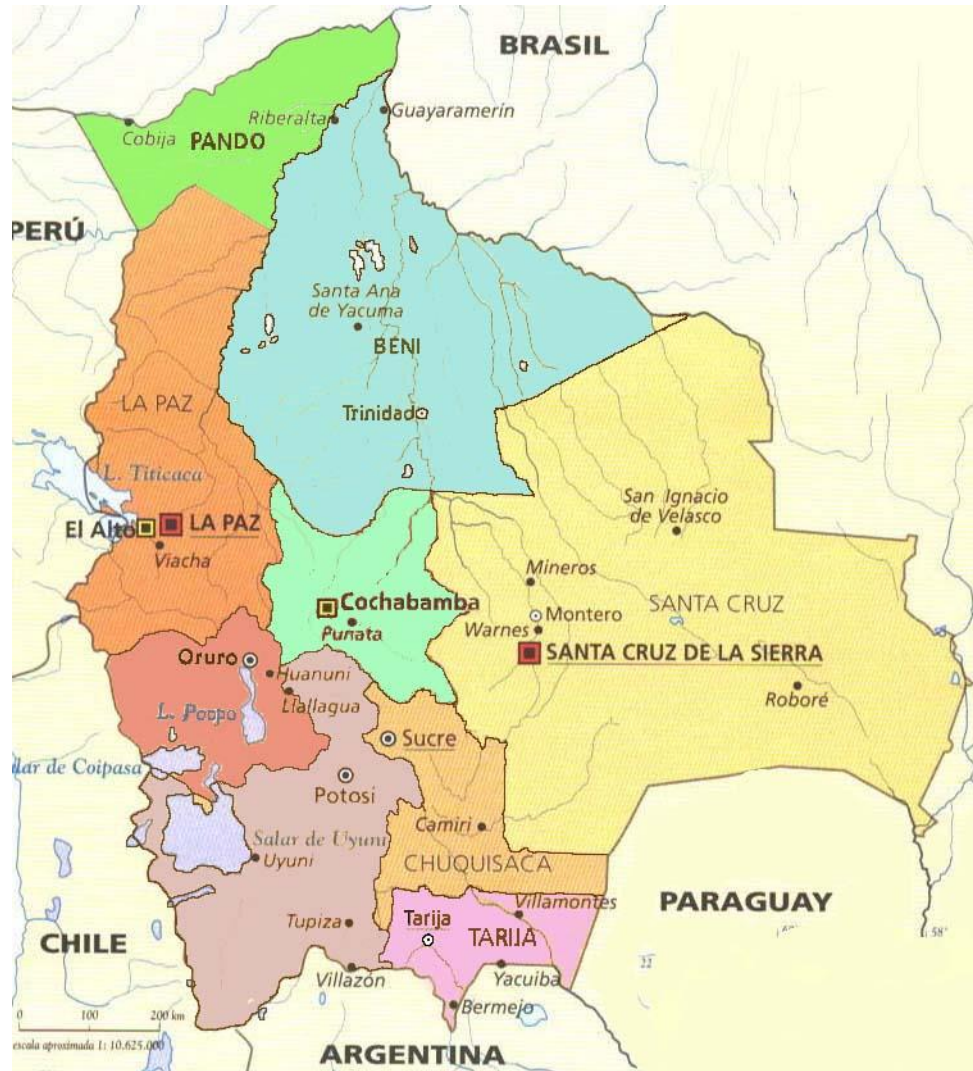 BRASIL
Guayaramerín
Riberalta
Cobija
PANDO
PERÚ
Santa Ana
de Yacuma
BENI
LA PAZ
Trinidad
L. Titicaca
San Ignacio
de Velasco
El Alto
LA PAZ
Viacha
Mineros
Cochabamba
SANTA CRUZ
Montero
Punata
Warnes
Oruro
SANTA CRUZ DE LA SIERRA
Huanuni
Roboré
Llallagua
L. Poopo
Sucre
lar de Coipasa
Potosí
Camiri
Salar de Uyuni
Uyuni
CHUQUISACA
Villamontes
PARAGUAY
Tarija
Tupiza
TARIJA
CHILE
58°
22
Villazón
Yacuiba
Bermejo
0 100 200 km
escala aproximada 1: 10.625.000
ARGENTINA